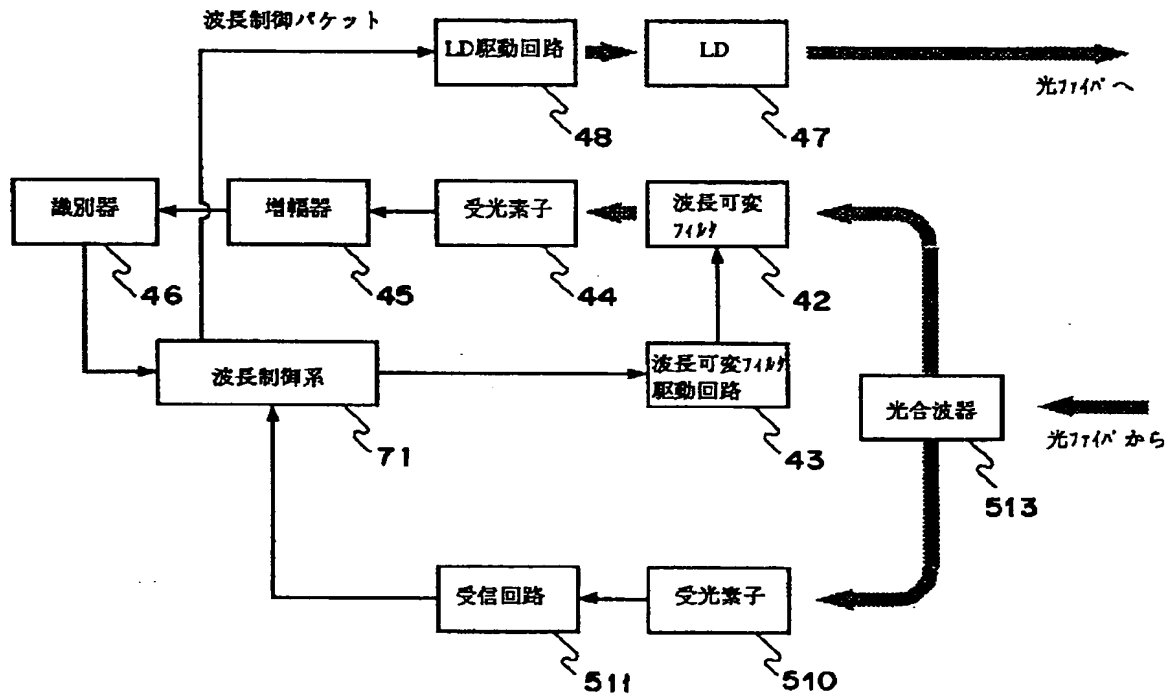 波長制御パケット
LD駆動回路
LD
光ファイバへ
48
47
識別器
増幅器
受光素子
波長可変
フィルタ
46
45
44
42
波長制御系
波長可変フィルタ
駆動回路
光合波器
光ファイバから
71
43
513
受信回路
受光素子
511
510